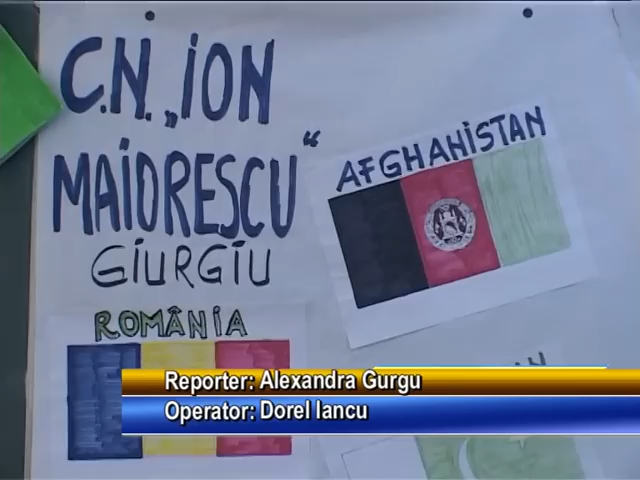 C.N. „ION
MAIORESCU“
GIURGIU
AFGHANISTAN
ROMÂNIA
Reporter: Alexandra Gurgu
Operator: Dorel Iancu